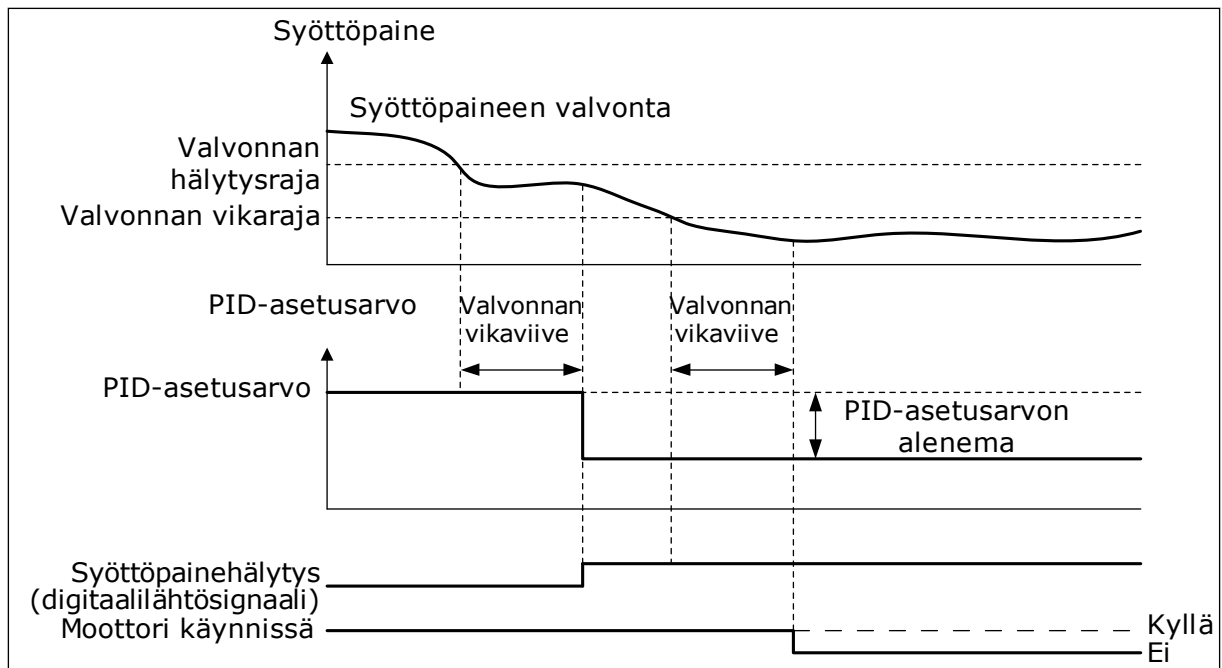 Syöttöpaine
Syöttöpaineen valvonta
Valvonnan
hälytysraja
Valvonnan vikaraja
PID-asetusarvo
Valvonnan
vikaviive
Valvonnan
vikaviive
PID-asetusarvo
PID-asetusarvon
alenema
Syöttöpainehälytys
(digitaalilähtösignaali)
Moottori käynnissä
Kyllä
Ei